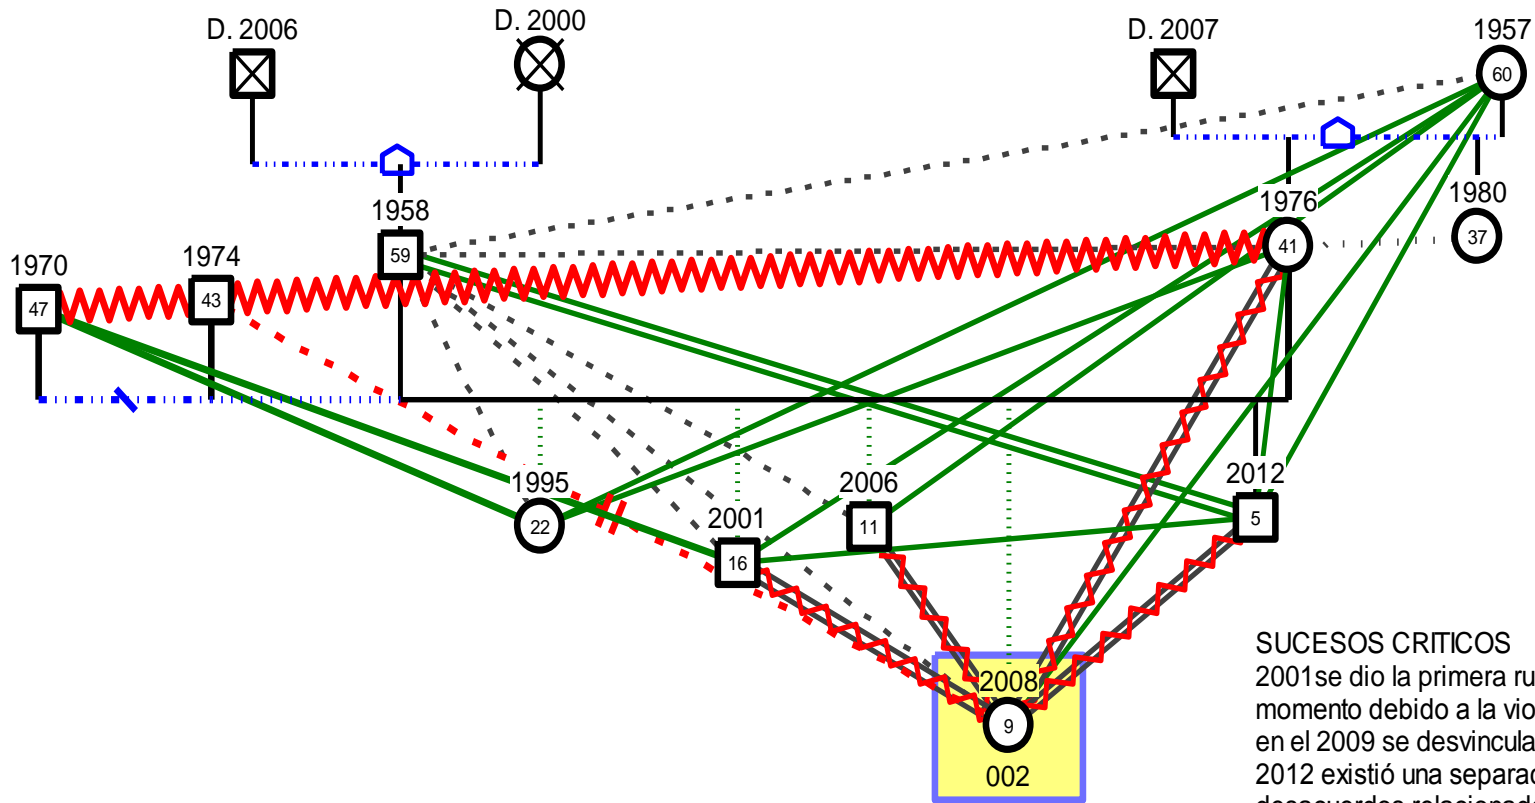 D. 2006
D. 2000
D. 2007
1957
60
1958
59
1976
41
1980
37
1970
47
1974
43
1995
22
2001
16
2006
11
2012
5
2008
9
002
SUCESOS CRITICOS
2001se dio la primera ru
momento debido a la vio
en el 2009 se desvincula
2012 existió una separac
desacuerdos relacionad